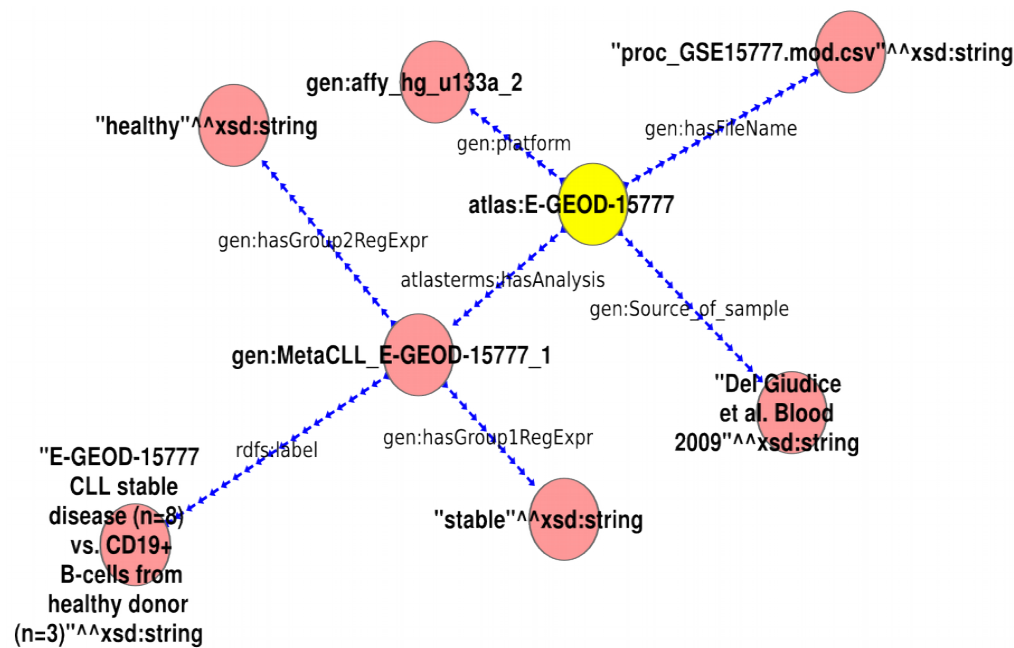 "proc_GSE15777.mod.csv"^^xsd:string
gen:affy_hg_u133a_2
"healthy"^^xsd:string
gen:hasFileName
gen:platform
atlas:E-GEOD-15777
gen:hasGroup2RegExpr
atlasterms:hasAnalysis
gen:Source_of_sample
gen:MetaCLL_E-GEOD-15777_1
"Del Giudice
et al. Blood
2009"^^xsd:string
gen:hasGroup1RegExpr
rdfs:label
"E-GEOD-15777
CLL stable
disease (n=8)
vs. CD19+
B-cells from
healthy donor
(n=3)"^^xsd:string
"stable"^^xsd:string